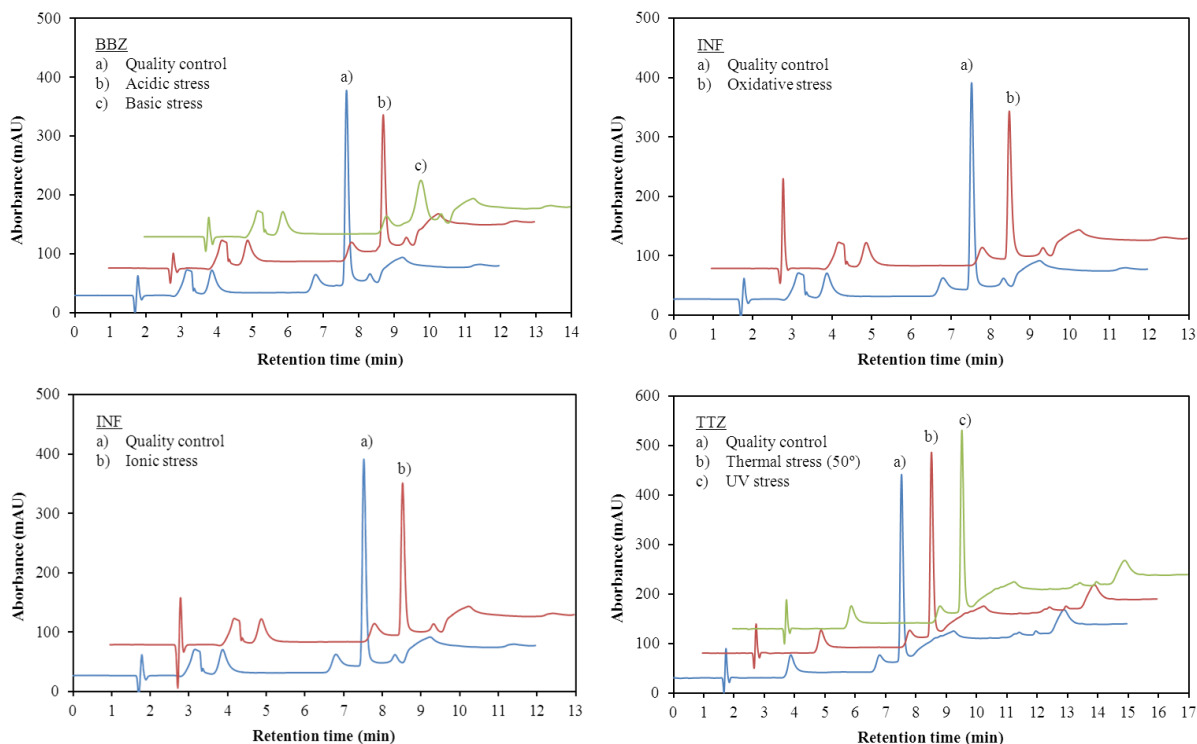 500
400
300
200
100
0
Absorbance (mAU)
BBZ
a) Quality control
b) Acidic stress
c) Basic stress
a)
b)
c)
0 1 2 3 4 5 6 7 8 9 10 11 12 13 14
Retention time (min)
500
400
300
200
100
0
Absorbance (mAU)
INF
a) Quality control
b) Oxidative stress
a)
b)
0 1 2 3 4 5 6 7 8 9 10 11 12 13
Retention time (min)
500
400
300
200
100
0
Absorbance (mAU)
INF
a) Quality control
b) Ionic stress
a)
b)
0 1 2 3 4 5 6 7 8 9 10 11 12 13
Retention time (min)
600
500
400
300
200
100
0
Absorbance (mAU)
TTZ
a) Quality control
b) Thermal stress (50º)
c) UV stress
a)
b)
c)
0 1 2 3 4 5 6 7 8 9 10 11 12 13 14 15 16 17
Retention time (min)